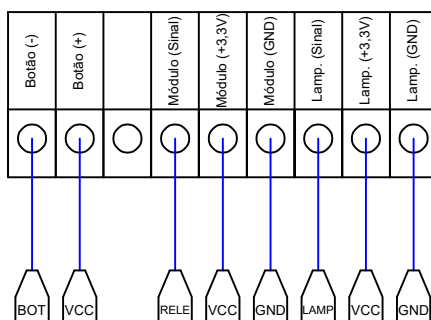 Botão (-)
Botão (+)
Módulo (Sinal)
Módulo (+3,3V)
Módulo (GND)
Lamp. (Sinal)
Lamp. (+3,3V)
Lamp. (GND)
BOT
VCC
RELE
VCC
GND
LAMP
VCC
GND